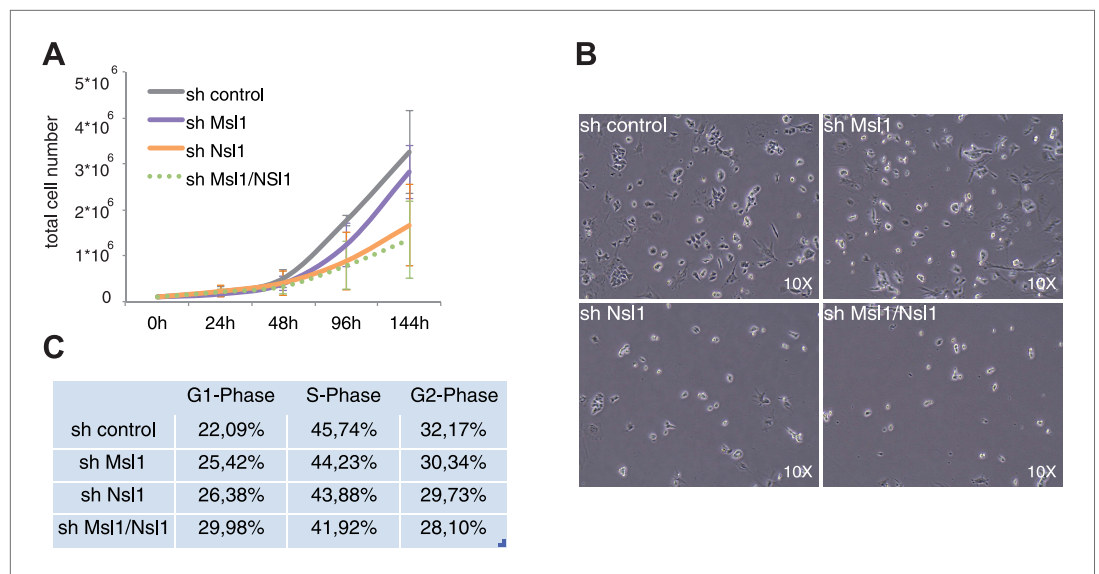 A
total cell number
5*10 6
4*10 6
3*10 6
2*10 6
1*10 6
0
0h 24h 48h 96h 144h
sh control
sh Msl1
sh Nsl1
sh Msl1/NSl1
B
sh control
10X
sh Msl1
10X
sh Nsl1
10X
sh Msl1/Nsl1
10X
C
G1-Phase S-Phase G2-Phase
sh control 22,09% 45,74% 32,17%
sh Msl1 25,42% 44,23% 30,34%
sh Nsl1 26,38% 43,88% 29,73%
sh Msl1/Nsl1 29,98% 41,92% 28,10%